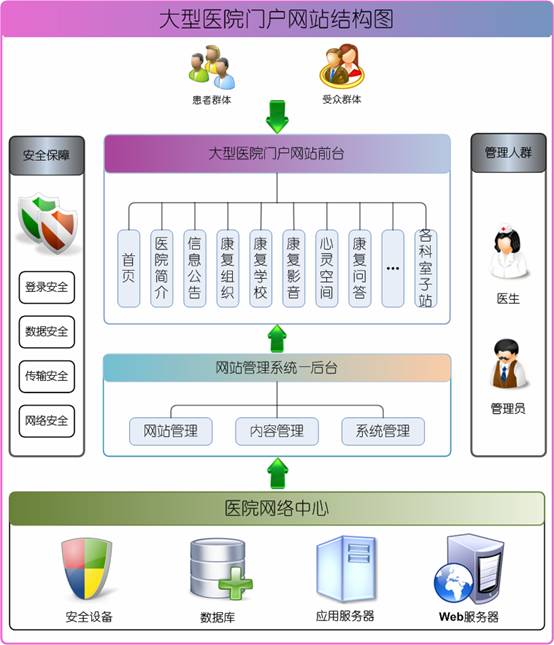 大型医院门户网站结构图
患者群体
受众群体
安全保障
登录安全
数据安全
传输安全
网络安全
大型医院门户网站前台
首页
医院简介
信息公告
康复组织
康复学校
康复影音
心灵空间
康复问答
...
各科室子站
网站管理系统—后台
网站管理
内容管理
系统管理
管理人群
医生
管理员
医院网络中心
安全设备
数据库
应用服务器
Web服务器